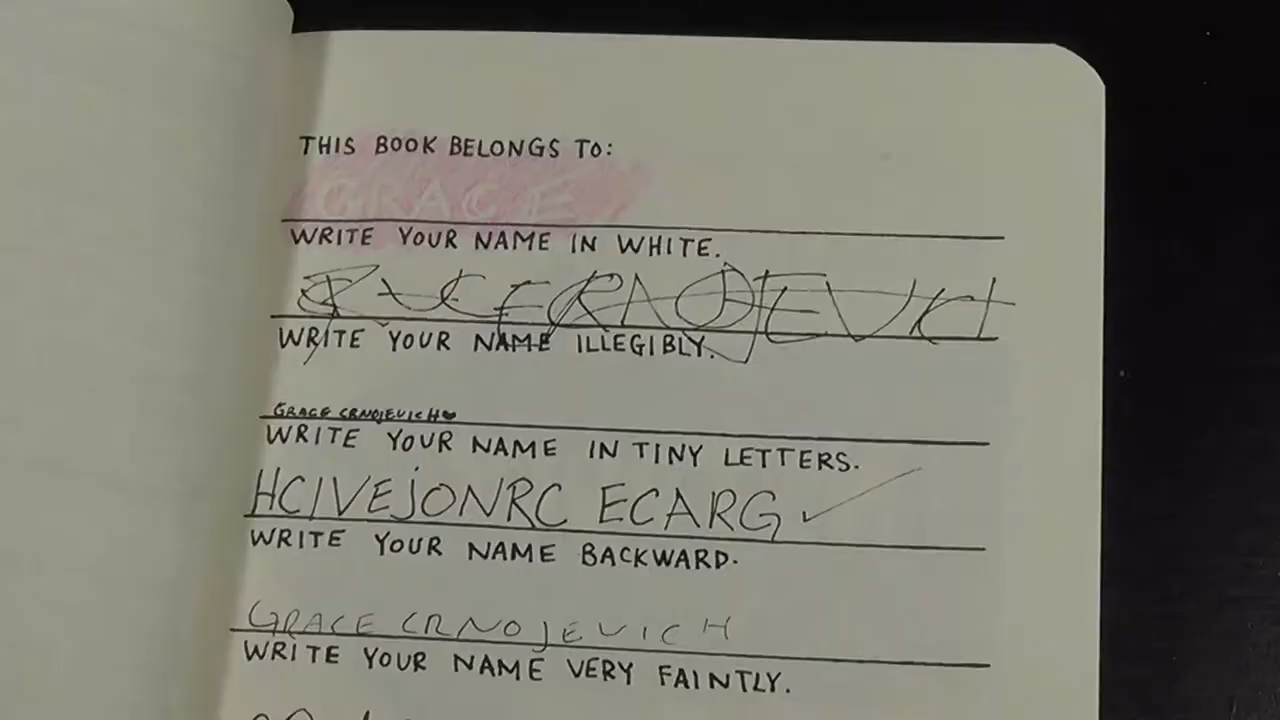 THIS BOOK BELONGS TO:
GRACE
WRITE YOUR NAME IN WHITE.
WRITE YOUR NAME ILLEGIBLY.
GRACE CRNOJEVICH♥
WRITE YOUR NAME IN TINY LETTERS.
HCIVEJONRC ECARG ✓
WRITE YOUR NAME BACKWARD.
GRACE CRNOJEVICH
WRITE YOUR NAME VERY FAINTLY.